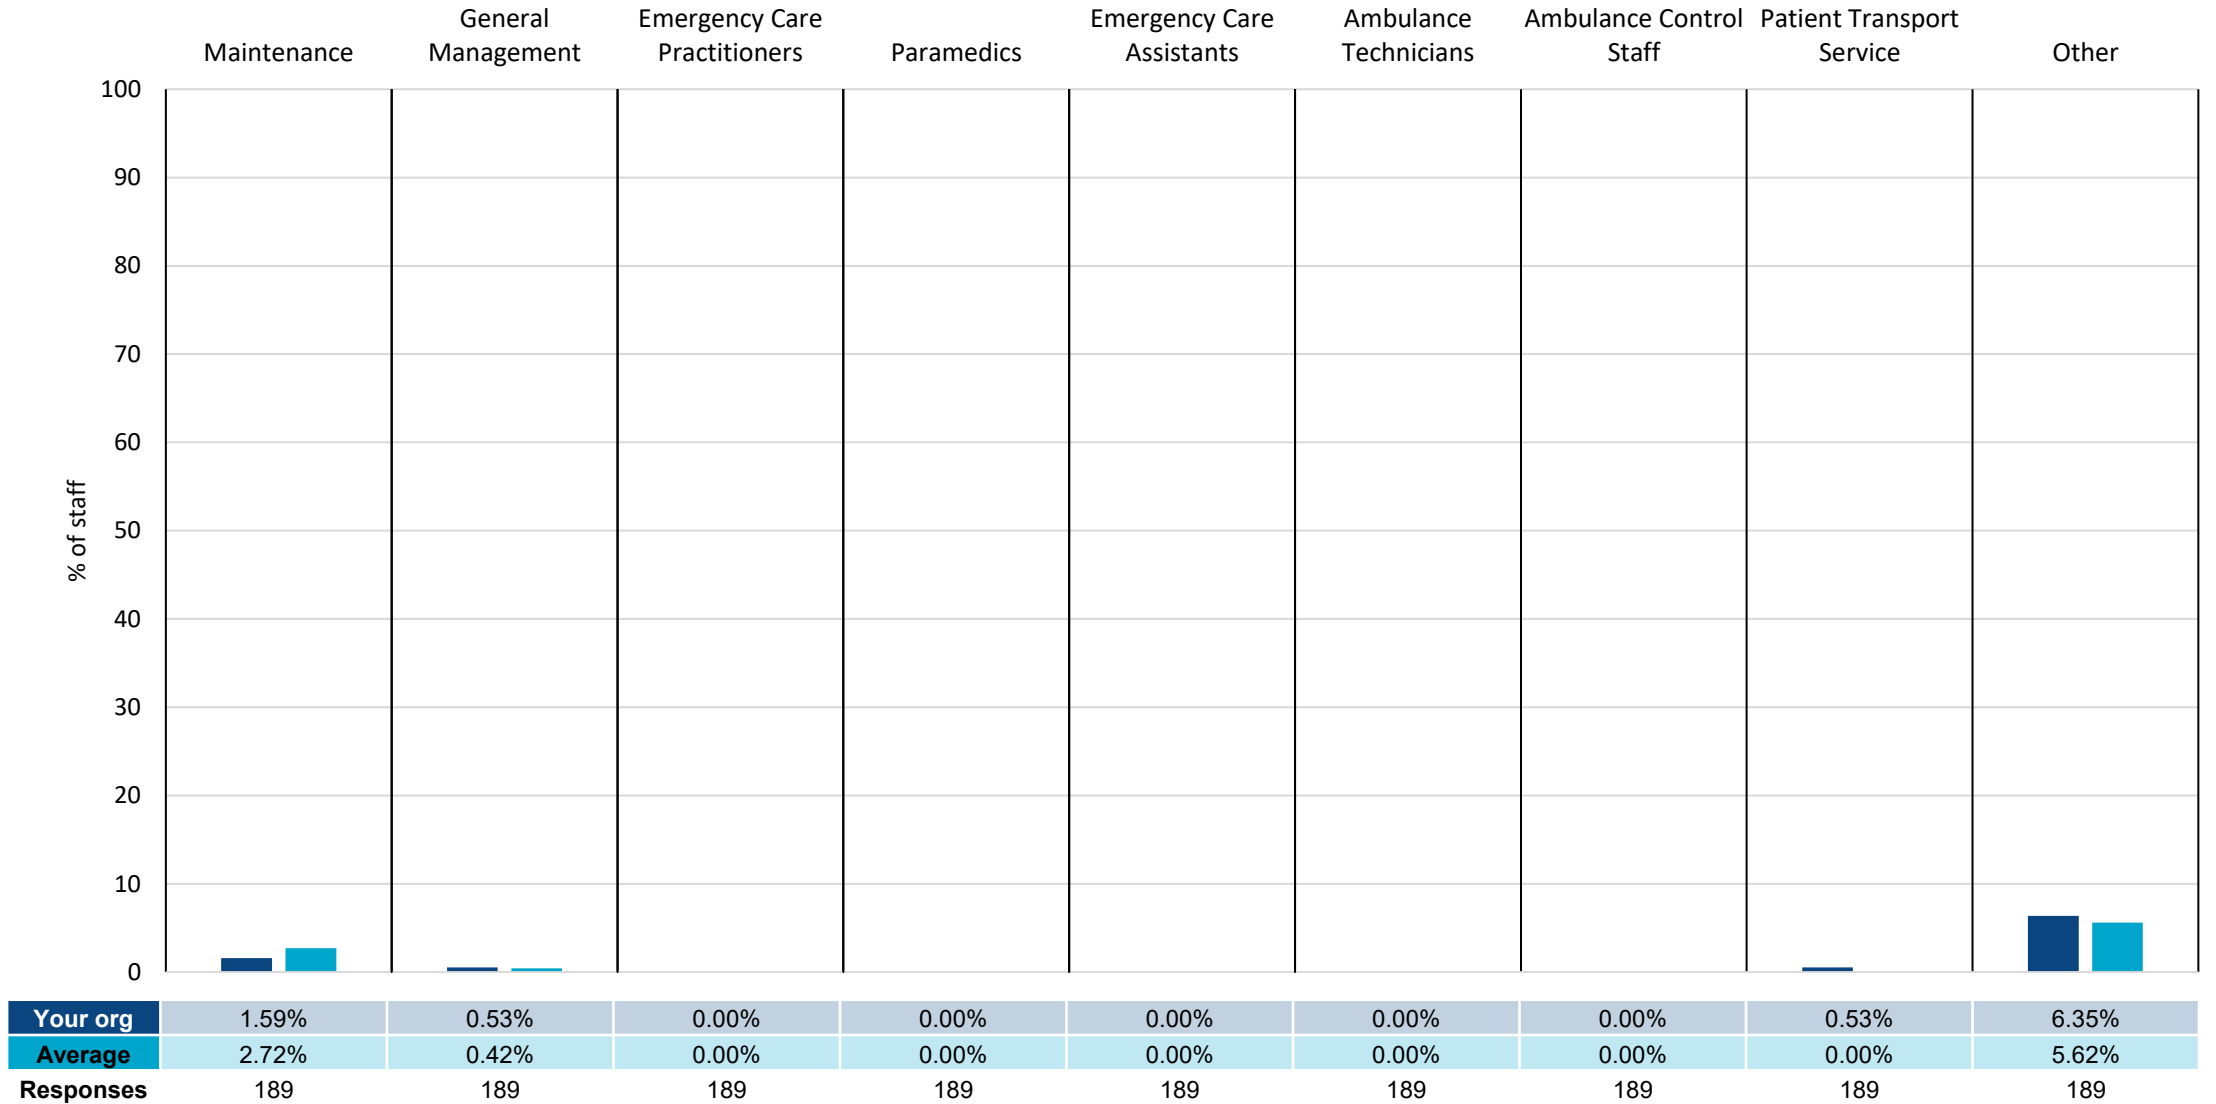 Maintenance
General
Management
Emergency Care
Practitioners
Paramedics
Emergency Care
Assistants
Ambulance
Technicians
Ambulance Control
Staff
Patient Transport
Service
Other
100
90
80
70
60
50
40
30
20
10
0
% of staff
Your org 1.59% 0.53% 0.00% 0.00% 0.00% 0.00% 0.00% 0.53% 6.35%
Average 2.72% 0.42% 0.00% 0.00% 0.00% 0.00% 0.00% 0.00% 5.62%
Responses 189 189 189 189 189 189 189 189 189